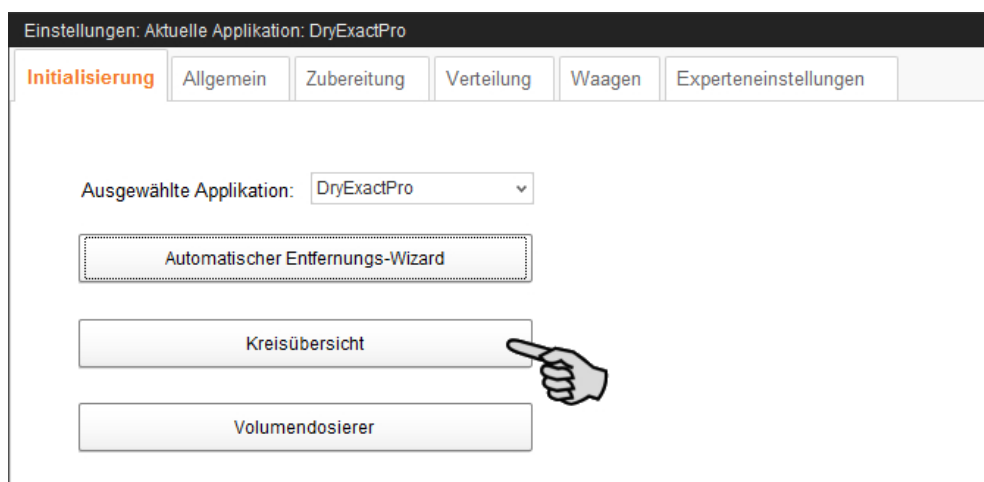 Einstellungen: Aktuelle Applikation: DryExactPro
Initialisierung Allgemein Zubereitung Verteilung Waagen Experteneinstellungen
Ausgewählte Applikation: DryExactPro
Automatischer Entfernungs-Wizard
Kreisübersicht
Volumendosierer